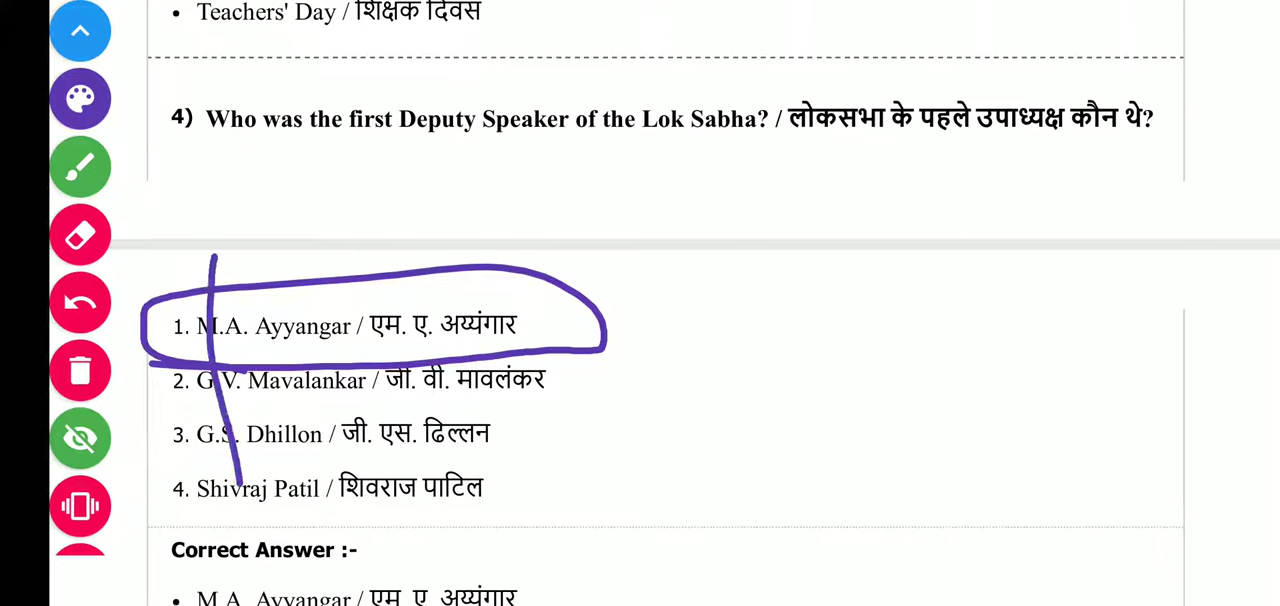 • Teachers' Day / शिक्षक दिवस
4) Who was the first Deputy Speaker of the Lok Sabha? / लोकसभा के पहले उपाध्यक्ष कौन थे?
1. M.A. Ayyangar / एम. ए. अय्यंगार
2. G.V. Mavalankar / जी. वी. मावलंकर
3. G.S. Dhillon / जी. एस. ढिल्लन
4. Shivraj Patil / शिवराज पाटिल
Correct Answer :-
• M.A. Ayyangar / एम. ए. अय्यंगार